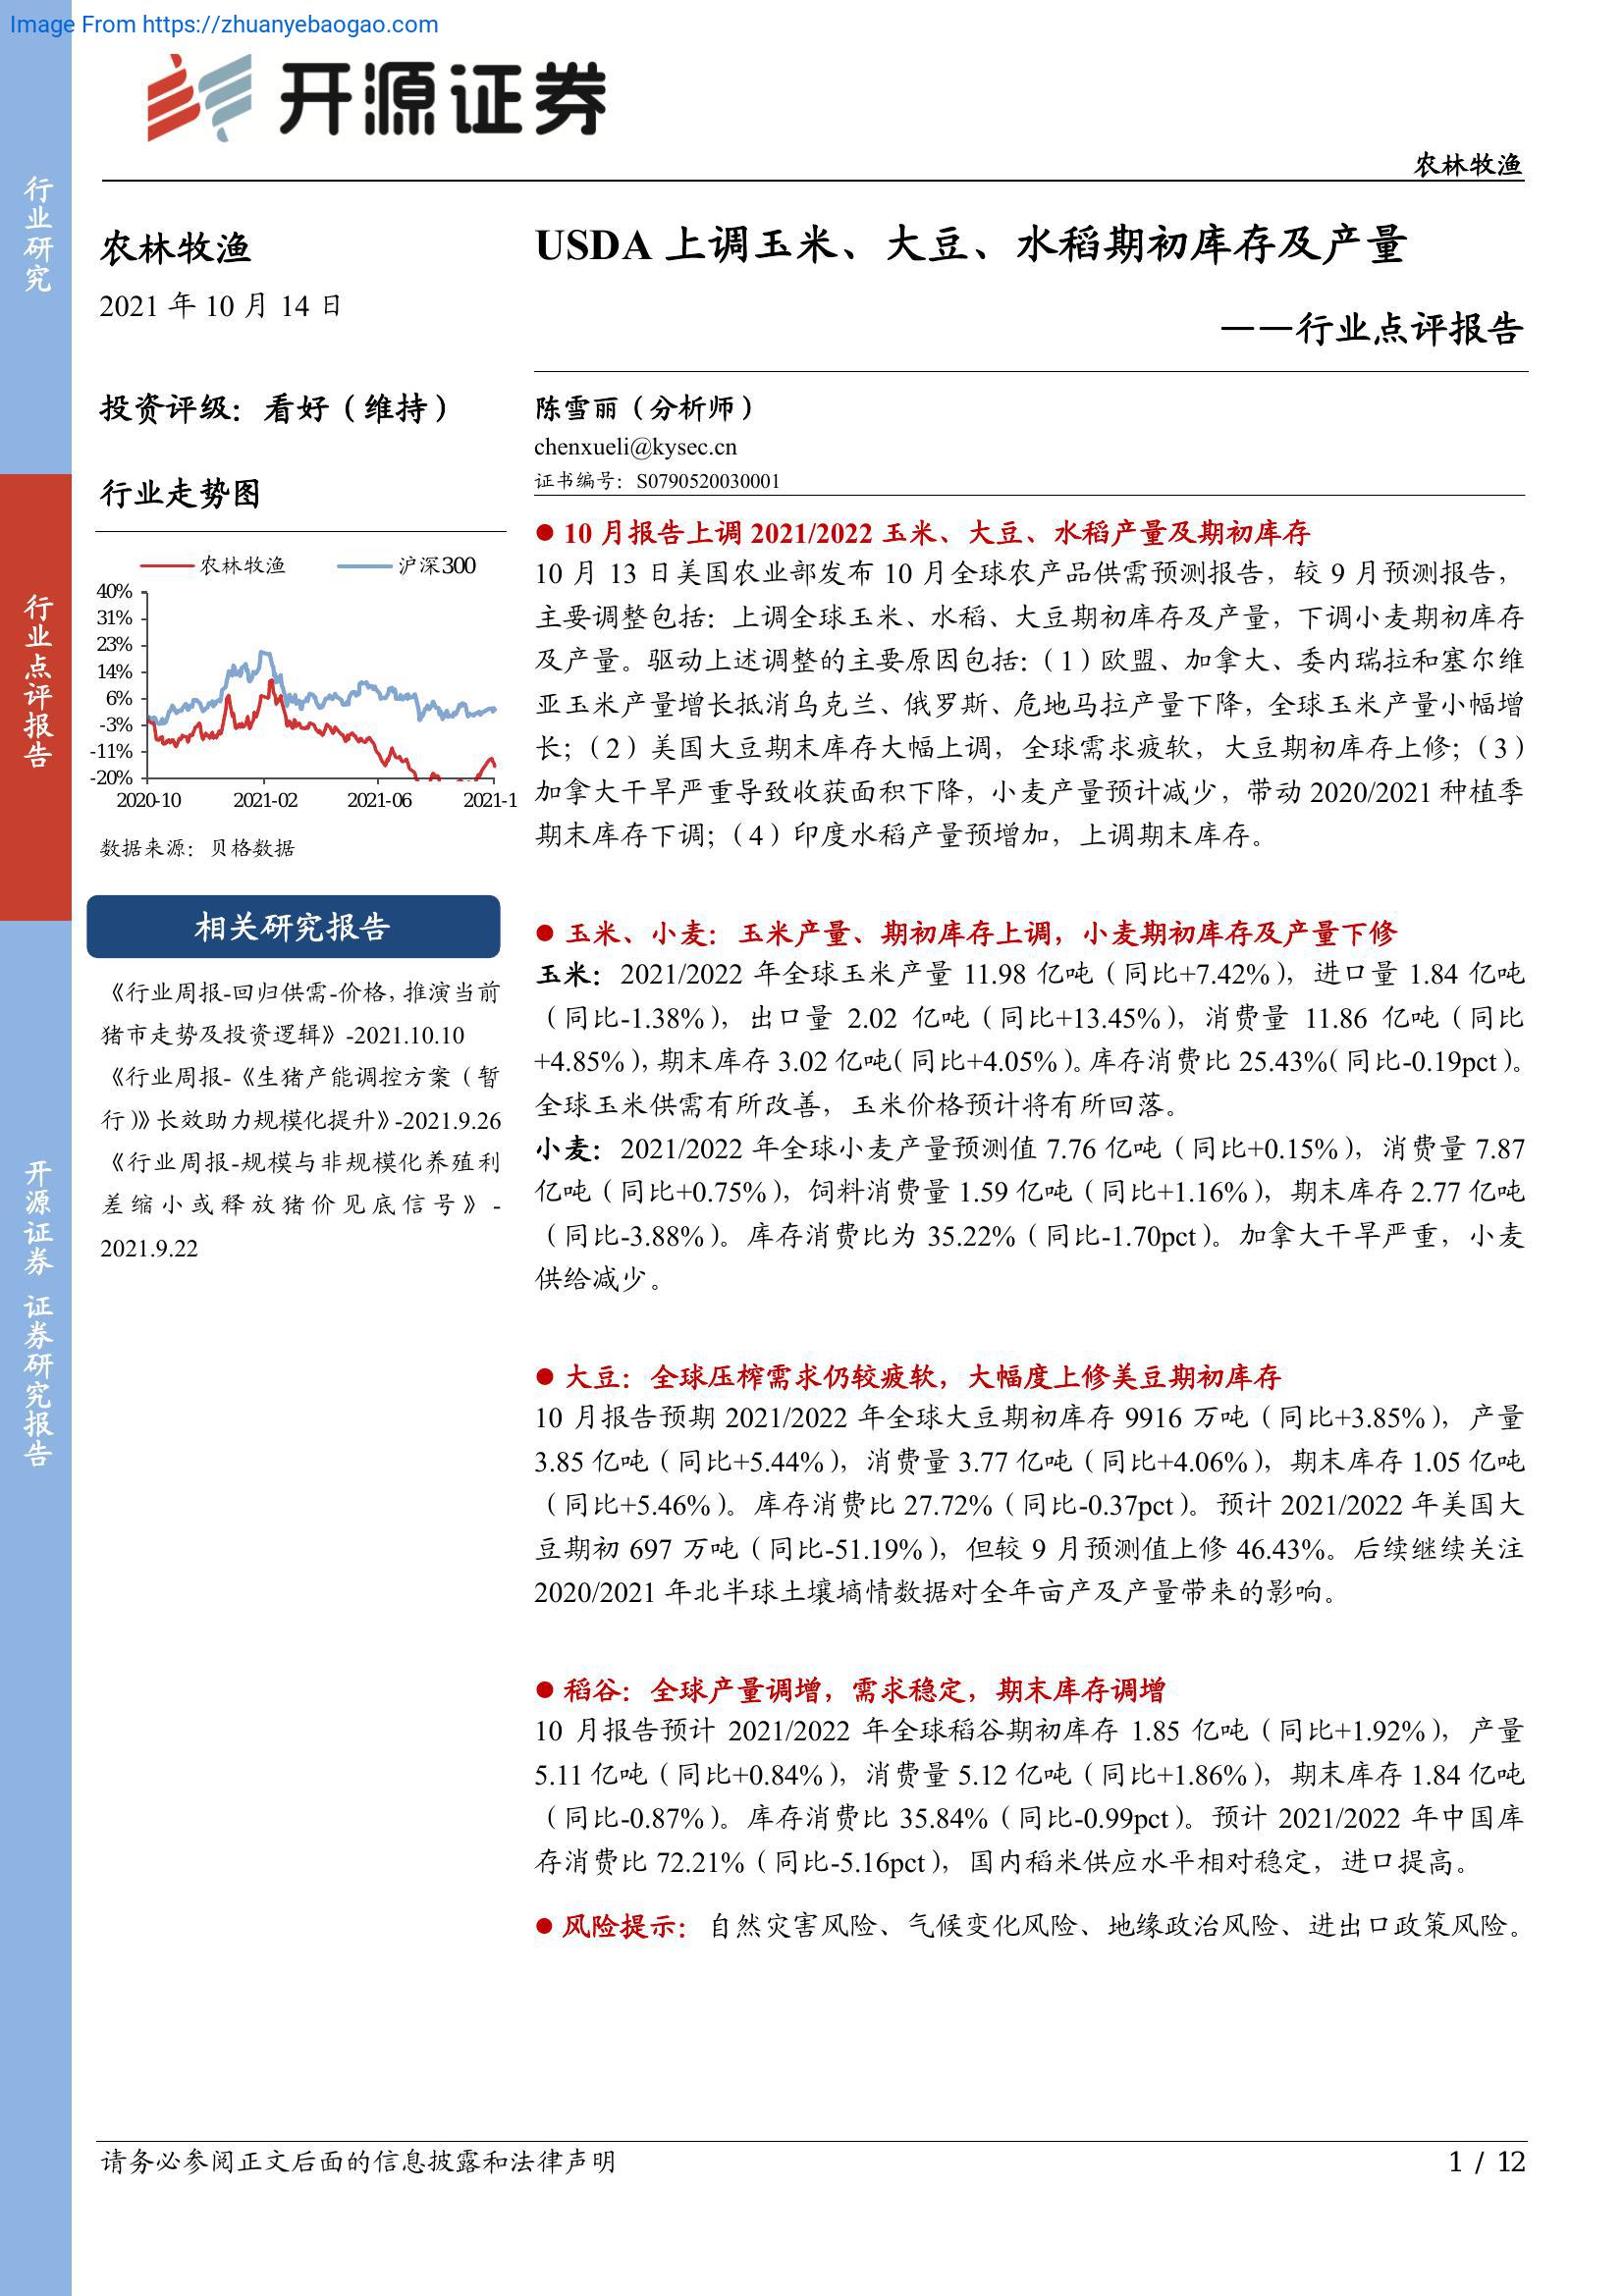 Image From https://zhuanyebaogao.com
开源证券
农林牧渔
行业研究
行业点评报告
开源证券 证券研究报告
农林牧渔
2021 年 10 月 14 日
投资评级：看好（维持）
行业走势图
农林牧渔 沪深300
40%
31%
23%
14%
6%
-3%
-11%
-20%
2020-10 2021-02 2021-06 2021-1
数据来源：贝格数据
相关研究报告
《行业周报-回归供需-价格，推演当前
猪市走势及投资逻辑》-2021.10.10
《行业周报-《生猪产能调控方案（暂
行）》长效助力规模化提升》-2021.9.26
《行业周报-规模与非规模化养殖利
差缩小或释放猪价见底信号》-
2021.9.22
USDA 上调玉米、大豆、水稻期初库存及产量
——行业点评报告
陈雪丽（分析师）
chenxueli@kysec.cn
证书编号：S0790520030001
● 10 月报告上调 2021/2022 玉米、大豆、水稻产量及期初库存
10 月 13 日美国农业部发布 10 月全球农产品供需预测报告，较 9 月预测报告，
主要调整包括：上调全球玉米、水稻、大豆期初库存及产量，下调小麦期初库存
及产量。驱动上述调整的主要原因包括：（1）欧盟、加拿大、委内瑞拉和塞尔维
亚玉米产量增长抵消乌克兰、俄罗斯、危地马拉产量下降，全球玉米产量小幅增
长；（2）美国大豆期末库存大幅上调，全球需求疲软，大豆期初库存上修；（3）
加拿大干旱严重导致收获面积下降，小麦产量预计减少，带动 2020/2021 种植季
期末库存下调；（4）印度水稻产量预增加，上调期末库存。
● 玉米、小麦：玉米产量、期初库存上调，小麦期初库存及产量下修
玉米：2021/2022 年全球玉米产量 11.98 亿吨（同比+7.42%），进口量 1.84 亿吨
（同比-1.38%），出口量 2.02 亿吨（同比+13.45%），消费量 11.86 亿吨（同比
+4.85%），期末库存 3.02 亿吨（同比+4.05%）。库存消费比 25.43%（同比-0.19pct）。
全球玉米供需有所改善，玉米价格预计将有所回落。
小麦：2021/2022 年全球小麦产量预测值 7.76 亿吨（同比+0.15%），消费量 7.87
亿吨（同比+0.75%），饲料消费量 1.59 亿吨（同比+1.16%），期末库存 2.77 亿吨
（同比-3.88%）。库存消费比为 35.22%（同比-1.70pct）。加拿大干旱严重，小麦
供给减少。
● 大豆：全球压榨需求仍较疲软，大幅度上修美豆期初库存
10 月报告预期 2021/2022 年全球大豆期初库存 9916 万吨（同比+3.85%），产量
3.85 亿吨（同比+5.44%），消费量 3.77 亿吨（同比+4.06%），期末库存 1.05 亿吨
（同比+5.46%）。库存消费比 27.72%（同比-0.37pct）。预计 2021/2022 年美国大
豆期初 697 万吨（同比-51.19%），但较 9 月预测值上修 46.43%。后续继续关注
2020/2021 年北半球土壤墒情数据对全年亩产及产量带来的影响。
● 稻谷：全球产量调增，需求稳定，期末库存调增
10 月报告预计 2021/2022 年全球稻谷期初库存 1.85 亿吨（同比+1.92%），产量
5.11 亿吨（同比+0.84%），消费量 5.12 亿吨（同比+1.86%），期末库存 1.84 亿吨
（同比-0.87%）。库存消费比 35.84%（同比-0.99pct）。预计 2021/2022 年中国库
存消费比 72.21%（同比-5.16pct），国内稻米供应水平相对稳定，进口提高。
● 风险提示：自然灾害风险、气候变化风险、地缘政治风险、进出口政策风险。
请务必参阅正文后面的信息披露和法律声明
1 / 12